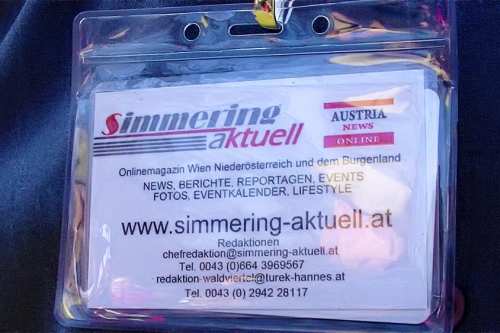 Simmering
aktuell
AUSTRIA
NEWS
ONLINE
Onlinemagazin Wien Niederösterreich und dem Burgenland
NEWS, BERICHTE, REPORTAGEN, EVENTS
FOTOS, EVENTKALENDER, LIFESTYLE
www.simmering-aktuell.at
Redaktionen
chefredaktion@simmering-aktuell.at
Tel. 0043 (0)664 3969567
redaktion-waldviertel@turek-hannes.at
Tel. 0043 (0) 2942 28117